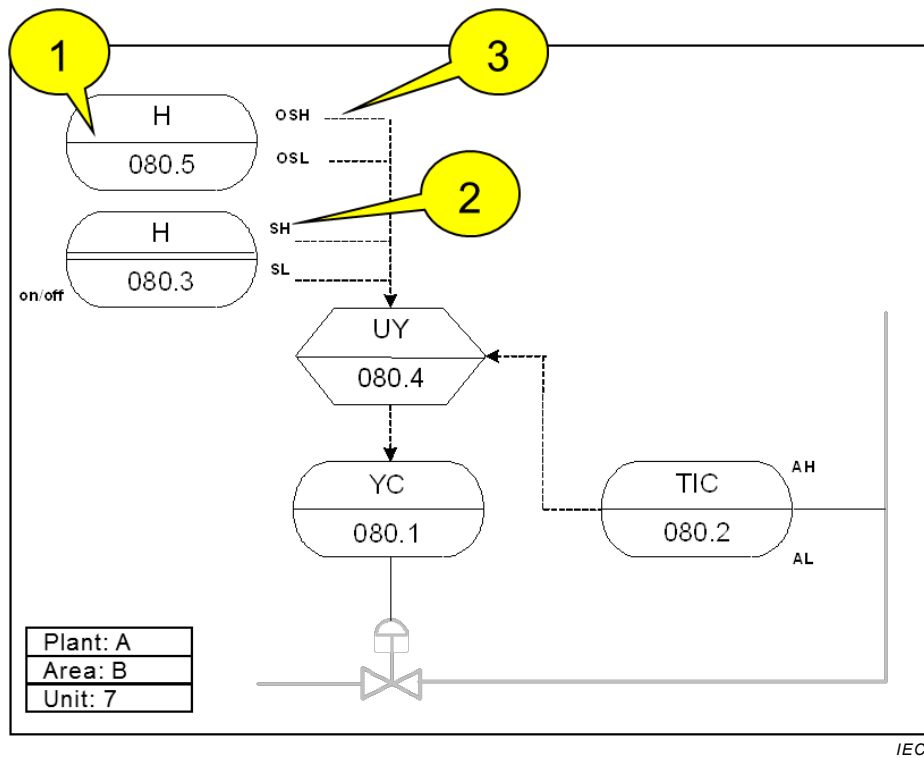 1
3
H
OSH
080.5
OSL
2
H
SH
080.3
SL
on/off
UY
080.4
YC
TIC
AH
080.1
080.2
AL
Plant: A
Area: B
Unit: 7
IEC